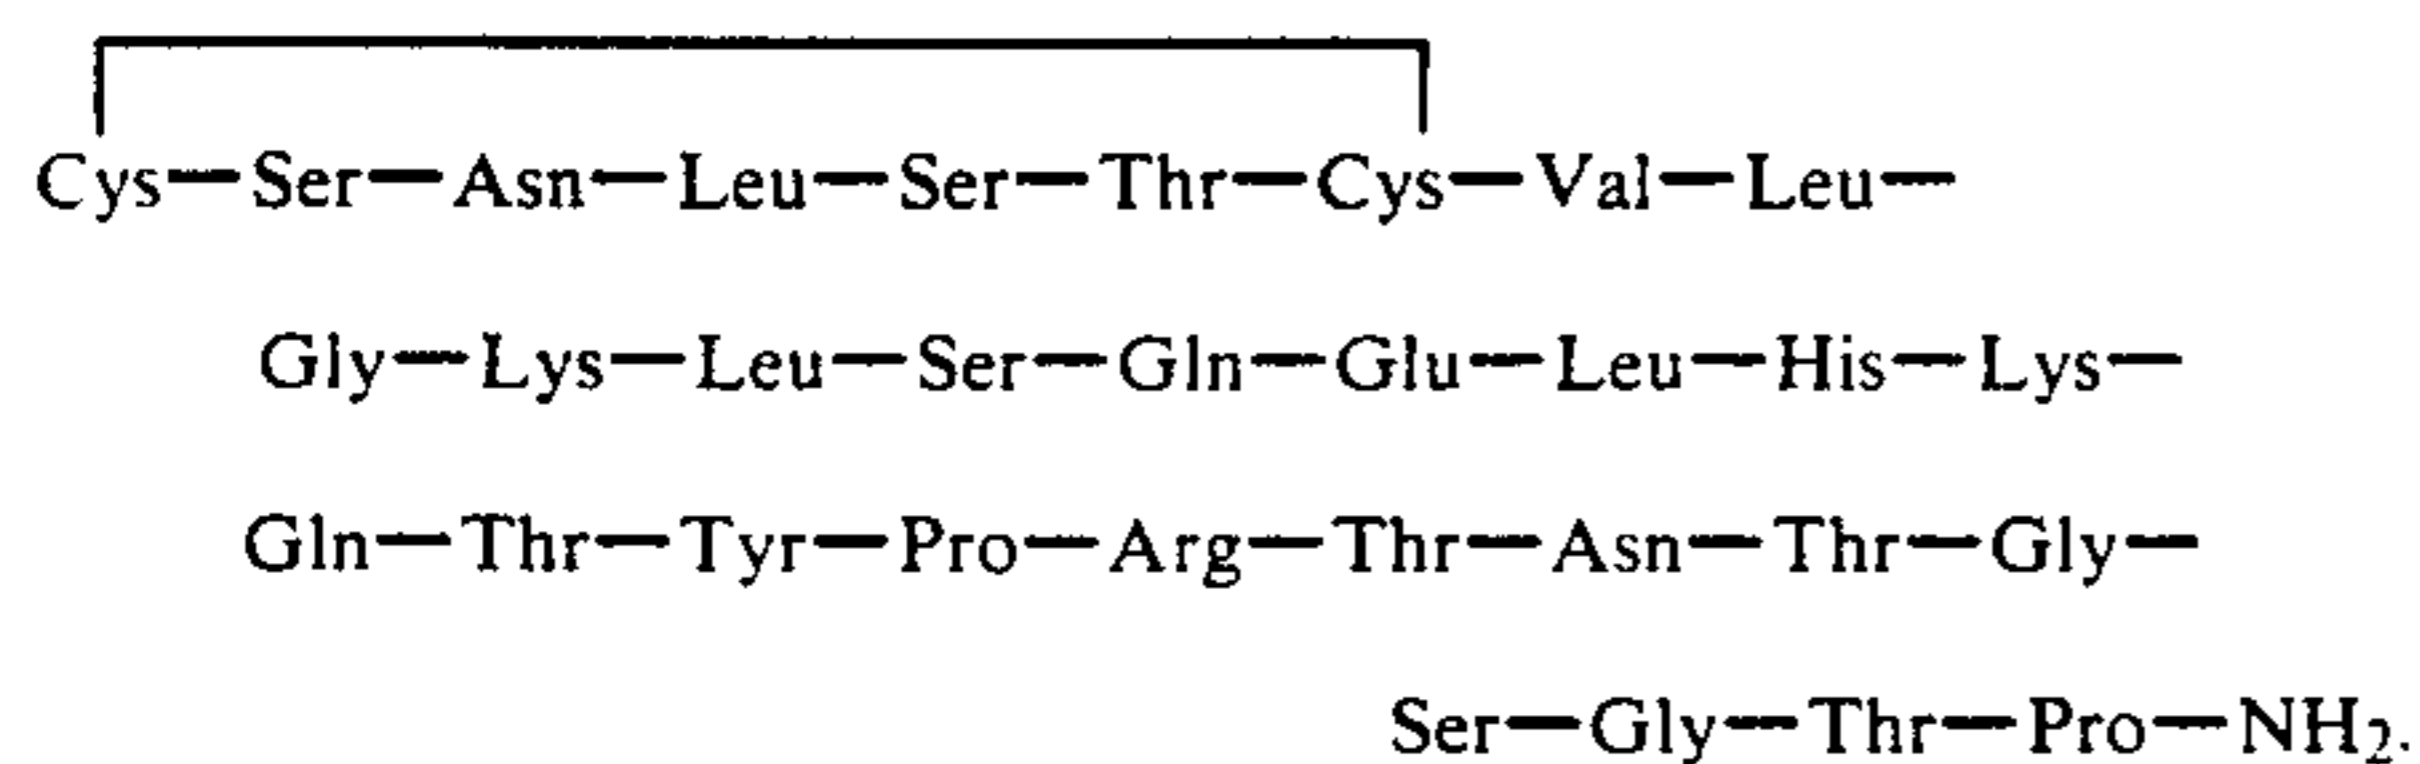 Cys—Ser—Asn—Leu—Ser—Thr—Cys—Val—Leu—
Gly—Lys—Leu—Ser—Gln—Glu—Leu—His—Lys—
Gln—Thr—Tyr—Pro—Arg—Thr—Asn—Thr—Gly—
Ser—Gly—Thr—Pro—NH₂.